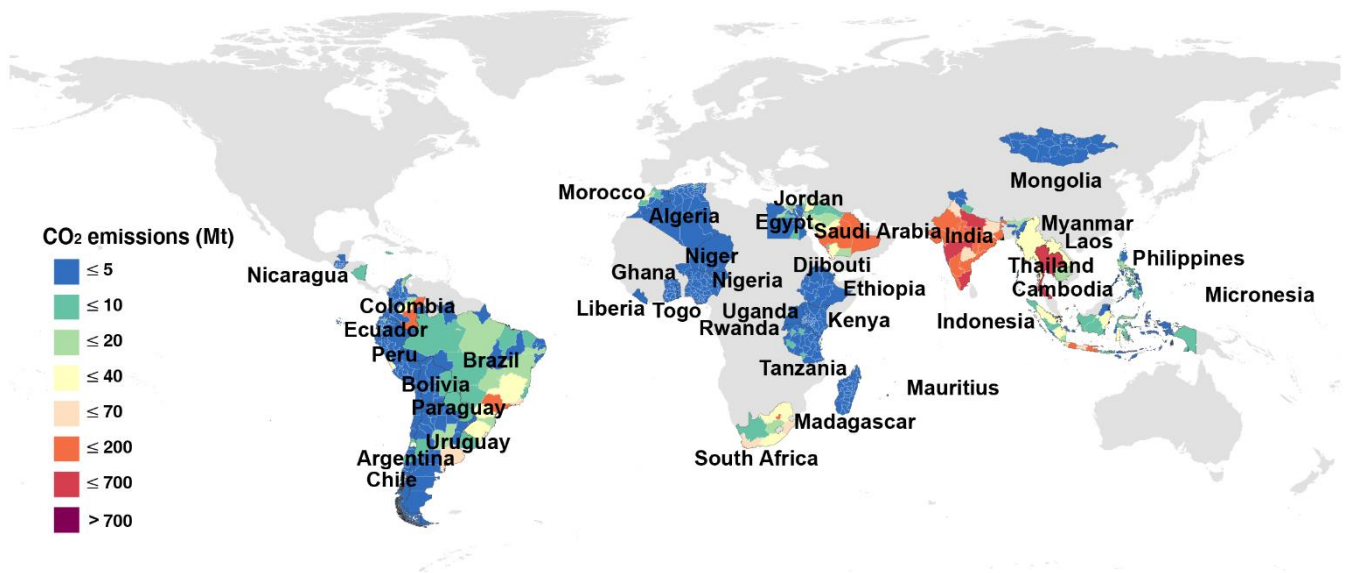 CO₂ emissions (Mt)
≤ 5
≤ 10
≤ 20
≤ 40
≤ 70
≤ 200
≤ 700
> 700
Nicaragua
Colombia
Ecuador
Peru
Brazil
Bolivia
Paraguay
Uruguay
Argentina
Chile
Morocco
Algeria
Niger
Ghana
Nigeria
Liberia
Togo
Jordan
Egypt
Saudi Arabia
Djibouti
Ethiopia
Uganda
Rwanda
Kenya
Tanzania
Mauritius
Madagascar
South Africa
Mongolia
India
Myanmar
Laos
Thailand
Cambodia
Philippines
Micronesia
Indonesia